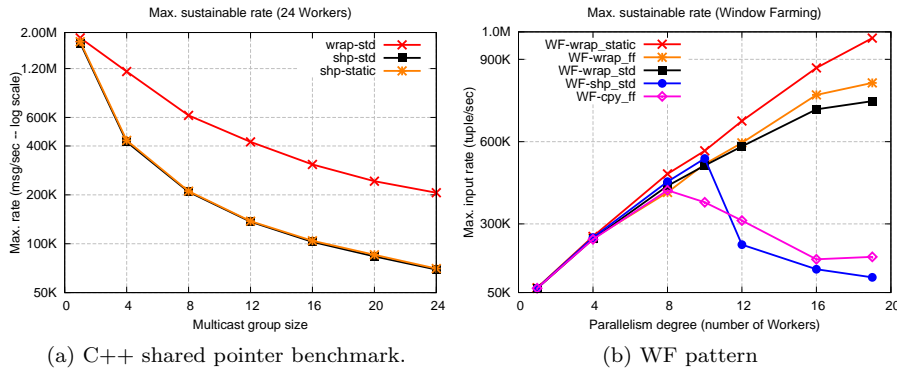 Max. sustainable rate (24 Workers)
Max. rate (msg/sec -- log scale)
2.00M
1.20M
600K
400K
200K
100K
50K
wrap-std
shp-std
shp-static
0
4
8
12
16
20
24
Multicast group size
(a) C++ shared pointer benchmark.
Max. sustainable rate (Window Farming)
Max. input rate (tuple/sec)
1.0M
900K
600K
300K
50K
WF-wrap_static
WF-wrap_ff
WF-wrap_std
WF-shp_std
WF-cpy_ff
0
4
8
12
16
20
Parallelism degree (number of Workers)
(b) WF pattern